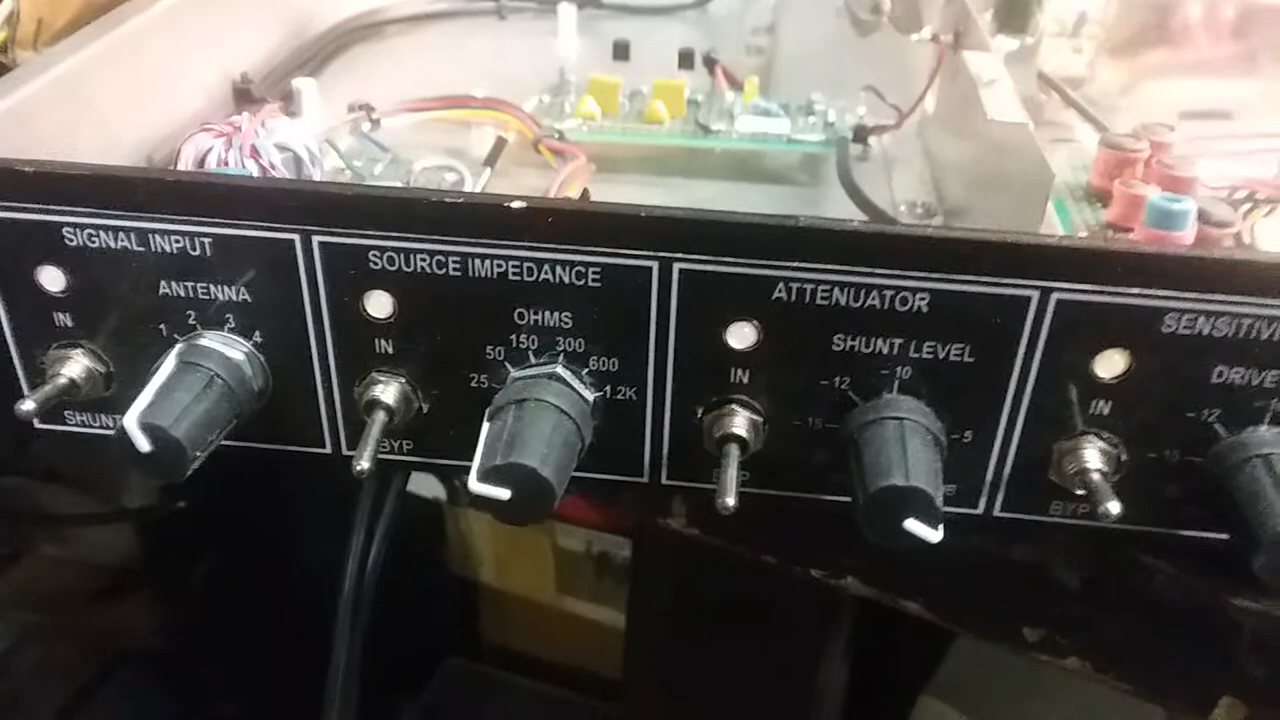 SIGNAL INPUT
ANTENNA
IN
1 2 3 4
SHUNT
SOURCE IMPEDANCE
OHMS
IN
25 50 150 300 600 1.2K
BYP
ATTENUATOR
SHUNT LEVEL
IN
-15 -12 -10 -5
BYP
SENSITIV
DRIVE
IN
-15 -12
BYP